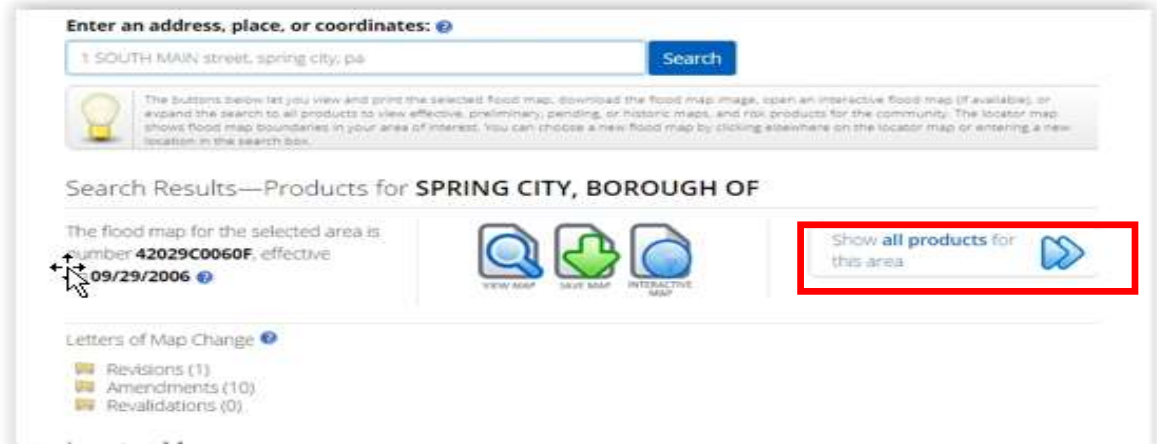 Enter an address, place, or coordinates:
1 SOUTH MAIN street, spring city, pa
Search
The buttons below let you view and print the selected flood map, download the flood map image, open an interactive flood map (if available), or
expand the search to all products to view effective, preliminary, pending, or historic maps, and risk products for the community. The locator map
shows flood map boundaries in your area of interest. You can choose a new flood map by clicking elsewhere on the locator map or entering a new
location in the search box.
Search Results—Products for SPRING CITY, BOROUGH OF
The flood map for the selected area is
number 42029C0060F, effective
09/29/2006
VIEW MAP
SAVE MAP
INTERACTIVE
MAP
Show all products for
this area
Letters of Map Change
Revisions (1)
Amendments (10)
Revalidations (0)